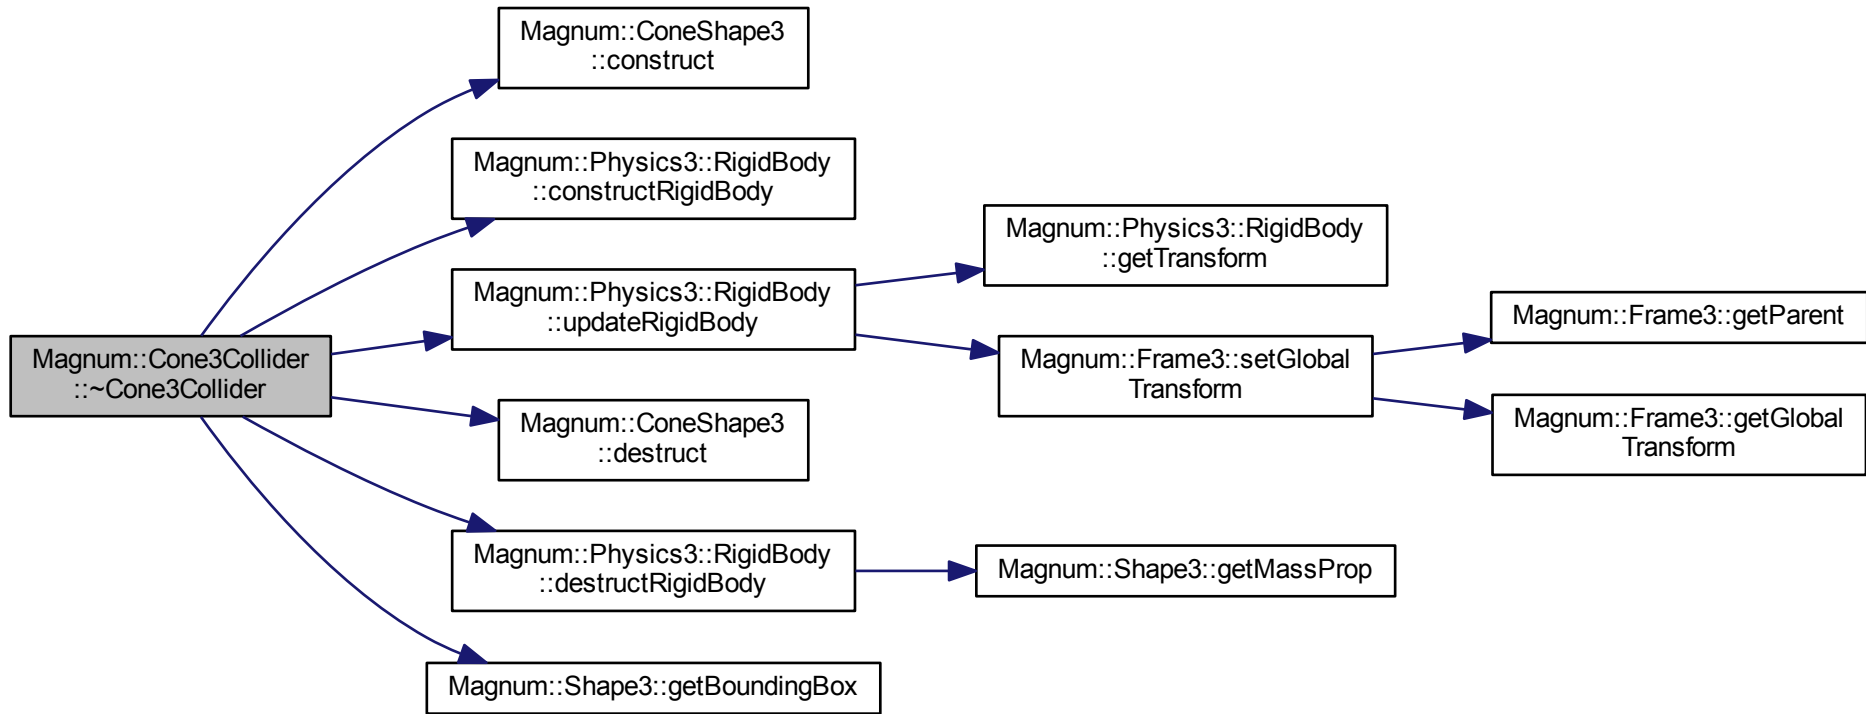 Magnum::ConeShape3
::construct
Magnum::Physics3::RigidBody
::constructRigidBody
Magnum::Physics3::RigidBody
::getTransform
Magnum::Physics3::RigidBody
::updateRigidBody
Magnum::Frame3::getParent
Magnum::Cone3Collider
::~Cone3Collider
Magnum::Frame3::setGlobal
Transform
Magnum::Frame3::getGlobal
Transform
Magnum::ConeShape3
::destruct
Magnum::Physics3::RigidBody
::destructRigidBody
Magnum::Shape3::getMassProp
Magnum::Shape3::getBoundingBox